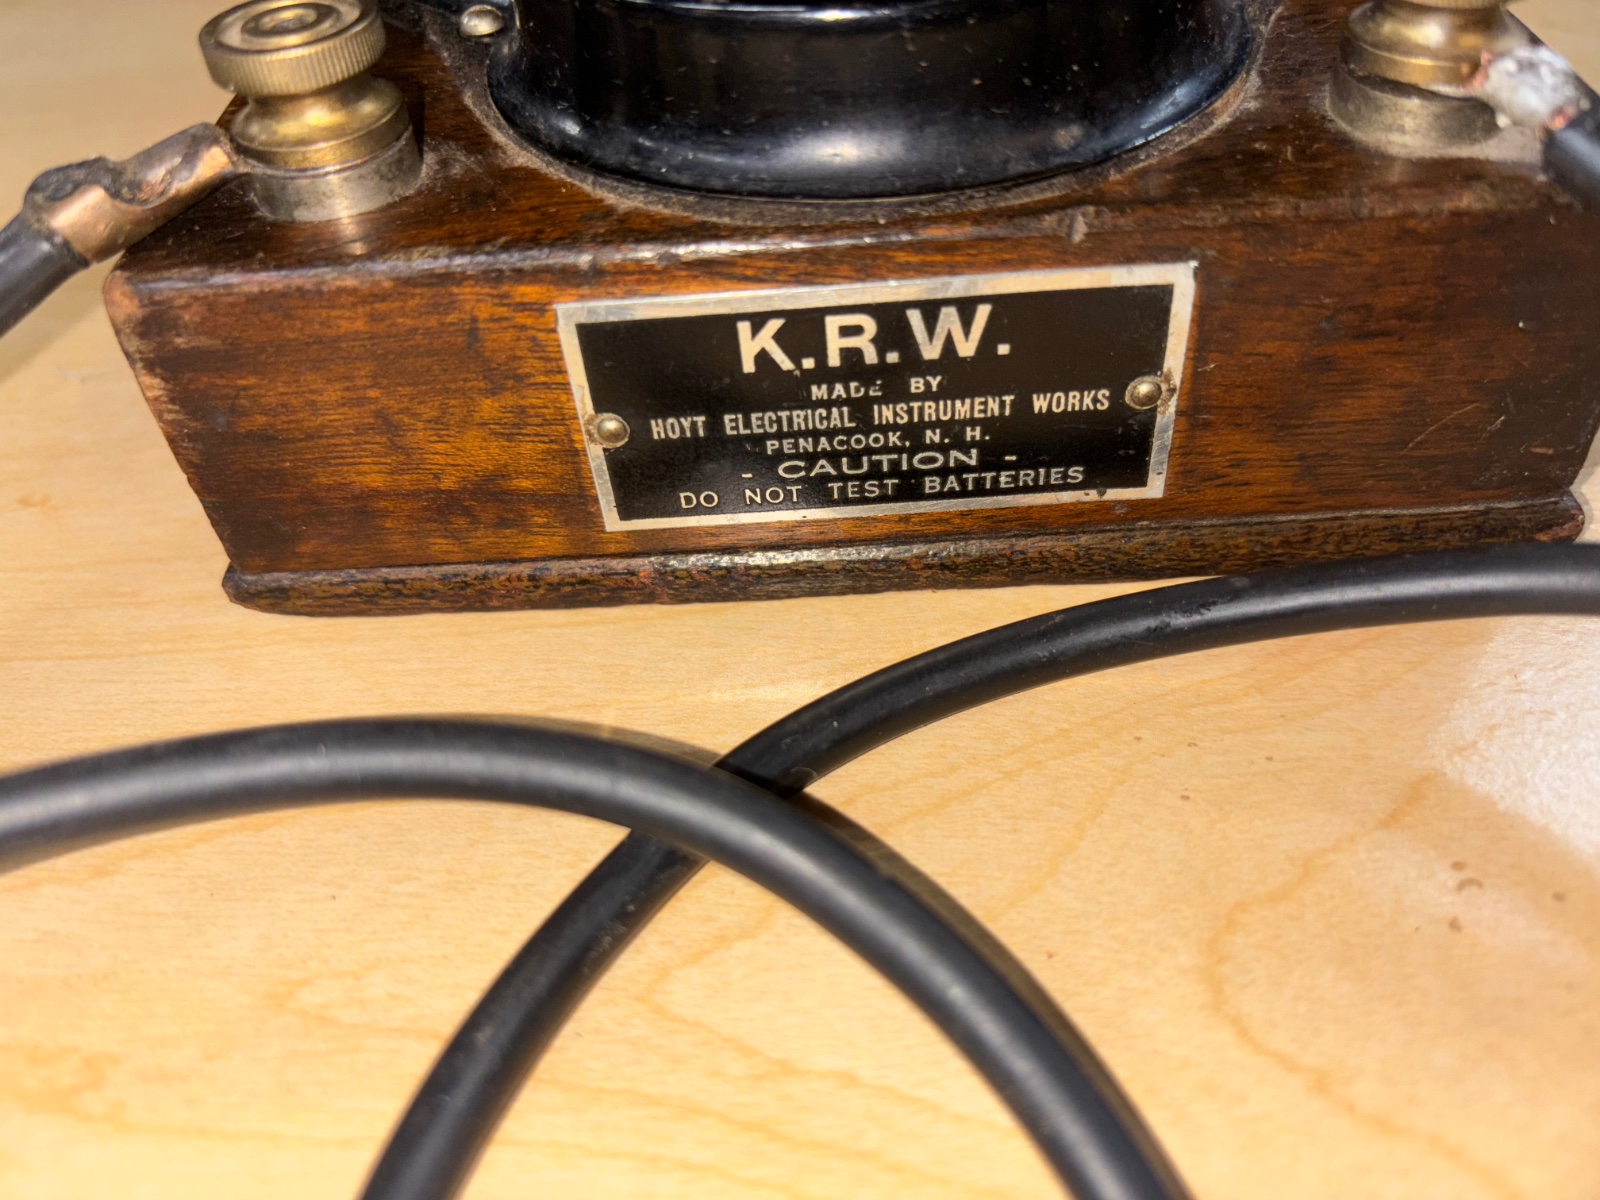 K.R.W.
MADE BY
HOYT ELECTRICAL INSTRUMENT WORKS
PENACOOK, N. H.
- CAUTION -
DO NOT TEST BATTERIES